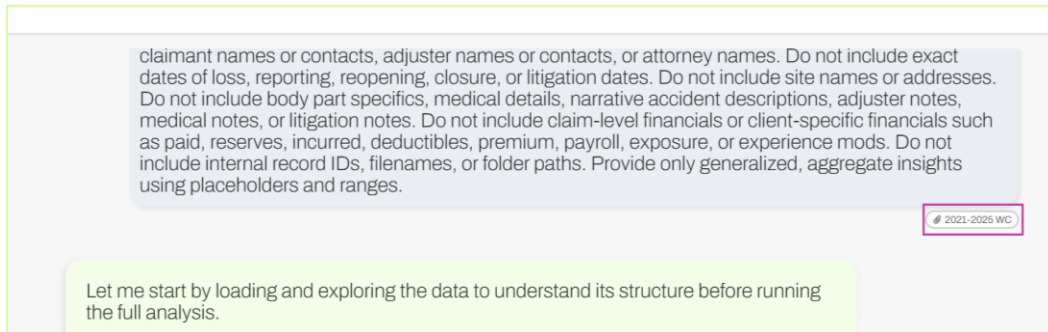 claimant names or contacts, adjuster names or contacts, or attorney names. Do not include exact
dates of loss, reporting, reopening, closure, or litigation dates. Do not include site names or addresses.
Do not include body part specifics, medical details, narrative accident descriptions, adjuster notes,
medical notes, or litigation notes. Do not include claim-level financials or client-specific financials such
as paid, reserves, incurred, deductibles, premium, payroll, exposure, or experience mods. Do not
include internal record IDs, filenames, or folder paths. Provide only generalized, aggregate insights
using placeholders and ranges.
2021-2025 WC
Let me start by loading and exploring the data to understand its structure before running
the full analysis.